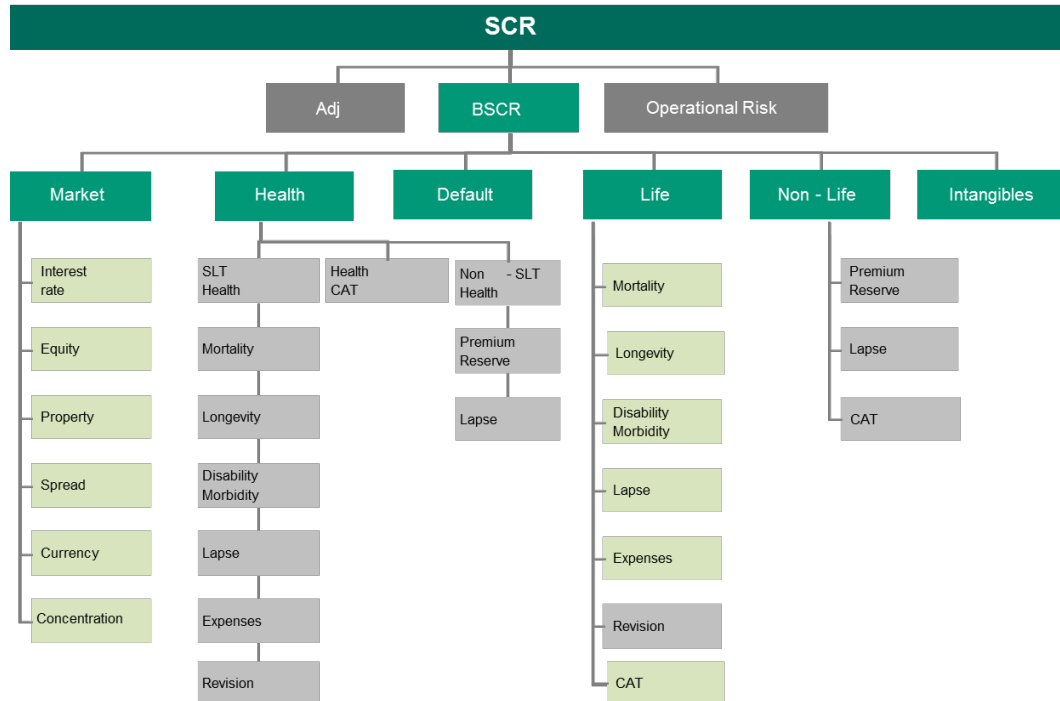 SCR
Adj
BSCR
Operational Risk
Market
Health
Default
Life
Non - Life
Intangibles
Interest
rate
Equity
Property
Spread
Currency
Concentration
SLT
Health
Mortality
Longevity
Disability
Morbidity
Lapse
Expenses
Revision
Health
CAT
Non - SLT
Health
Premium
Reserve
Lapse
Mortality
Longevity
Disability
Morbidity
Lapse
Expenses
Revision
CAT
Premium
Reserve
Lapse
CAT